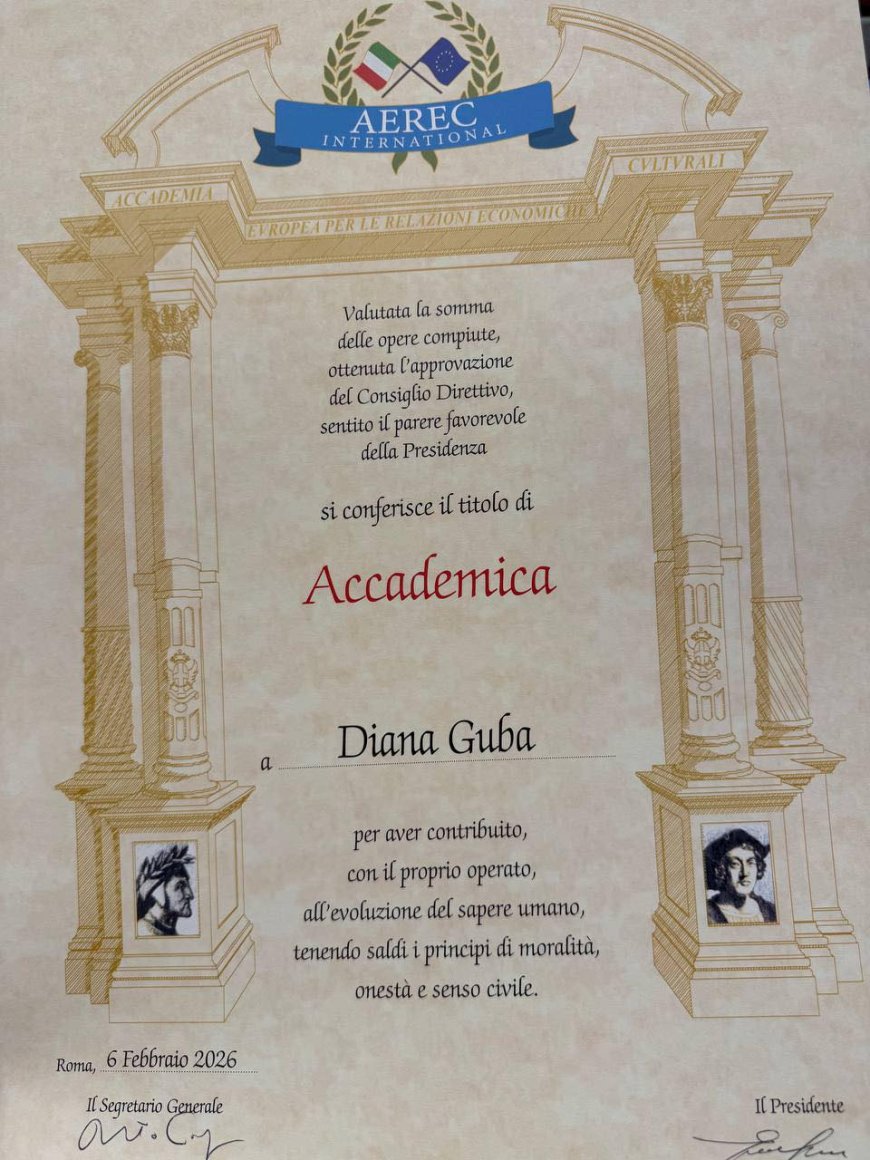 AEREC
INTERNATIONAL
ACCADEMIA
EVROPEA PER LE RELAZIONI ECONOMICHE
CVLTVRALI
Valutata la somma
delle opere compiute,
ottenuta l'approvazione
del Consiglio Direttivo,
sentito il parere favorevole
della Presidenza
si conferisce il titolo di
Accademica
a Diana Guba
per aver contribuito,
con il proprio operato,
all'evoluzione del sapere umano,
tenendo saldi i principi di moralità,
onestà e senso civile.
Roma, 6 Febbraio 2026
Il Segretario Generale
Il Presidente